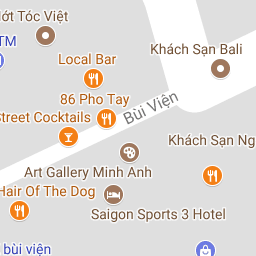 ớt Tóc Việt
TM
Local Bar
Khách Sạn Bali
86 Pho Tay
Bùi Viện
Street Cocktails
Khách Sạn Ng
Art Gallery Minh Anh
Hair Of The Dog
Saigon Sports 3 Hotel
bùi viện